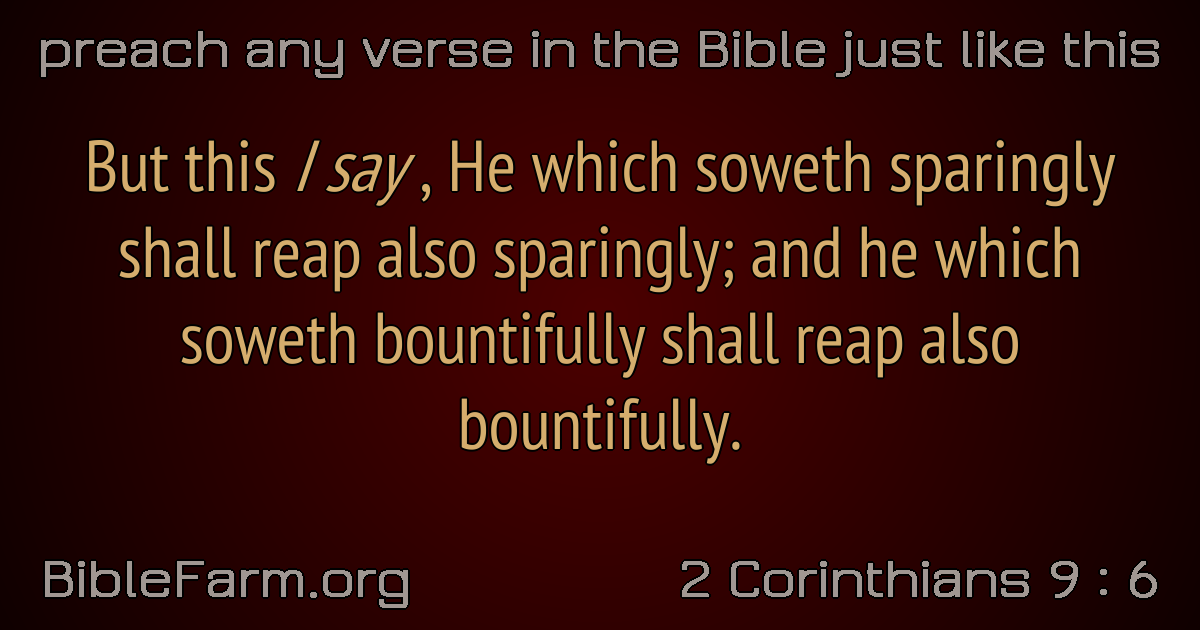 preach any verse in the Bible just like this
But this I say , He which soweth sparingly
shall reap also sparingly; and he which
soweth bountifully shall reap also
bountifully.
BibleFarm.org
2 Corinthians 9 : 6